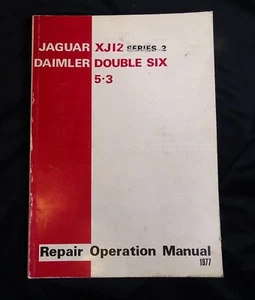 JAGUAR XJ12 SERIES 2
DAIMLER DOUBLE SIX
5·3
Repair Operation Manual
1977